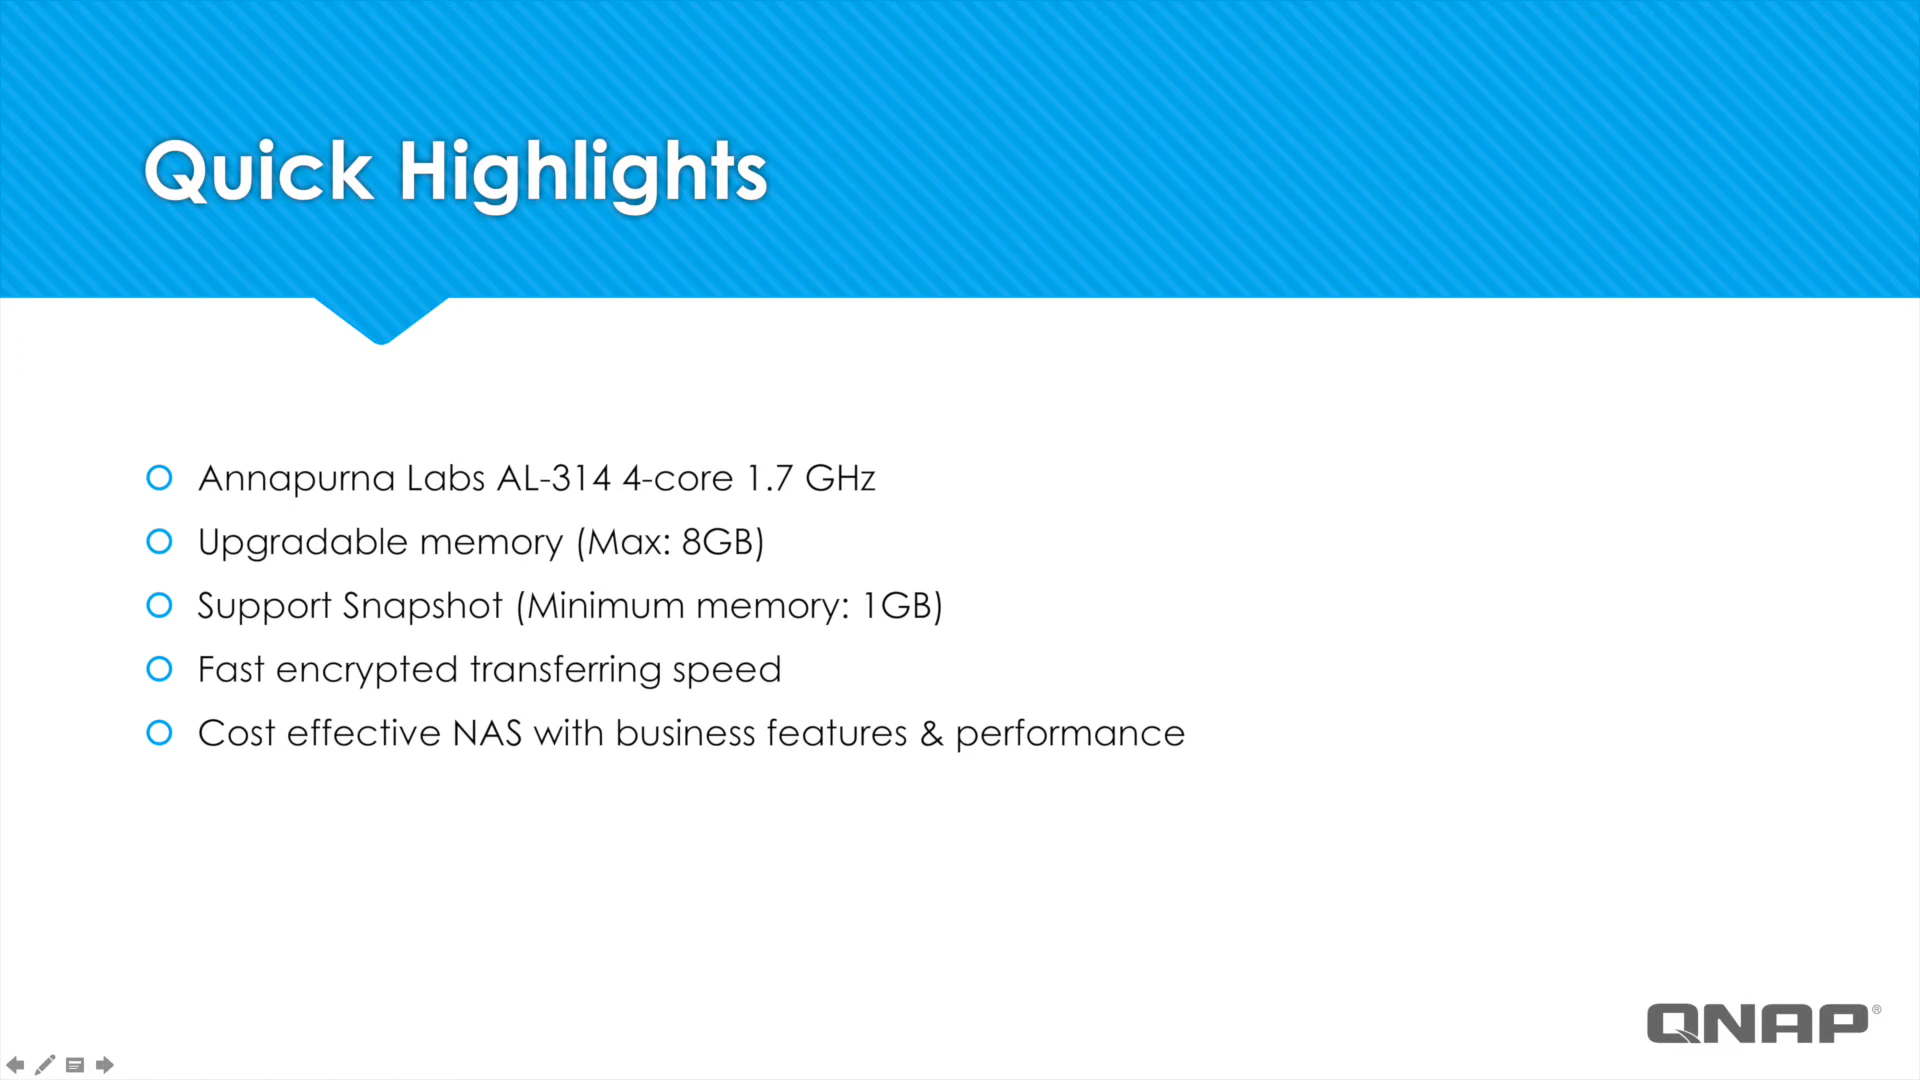 Quick Highlights
Annapurna Labs AL-314 4-core 1.7 GHz
Upgradable memory (Max: 8GB)
Support Snapshot (Minimum memory: 1GB)
Fast encrypted transferring speed
Cost effective NAS with business features & performance
QNAP®